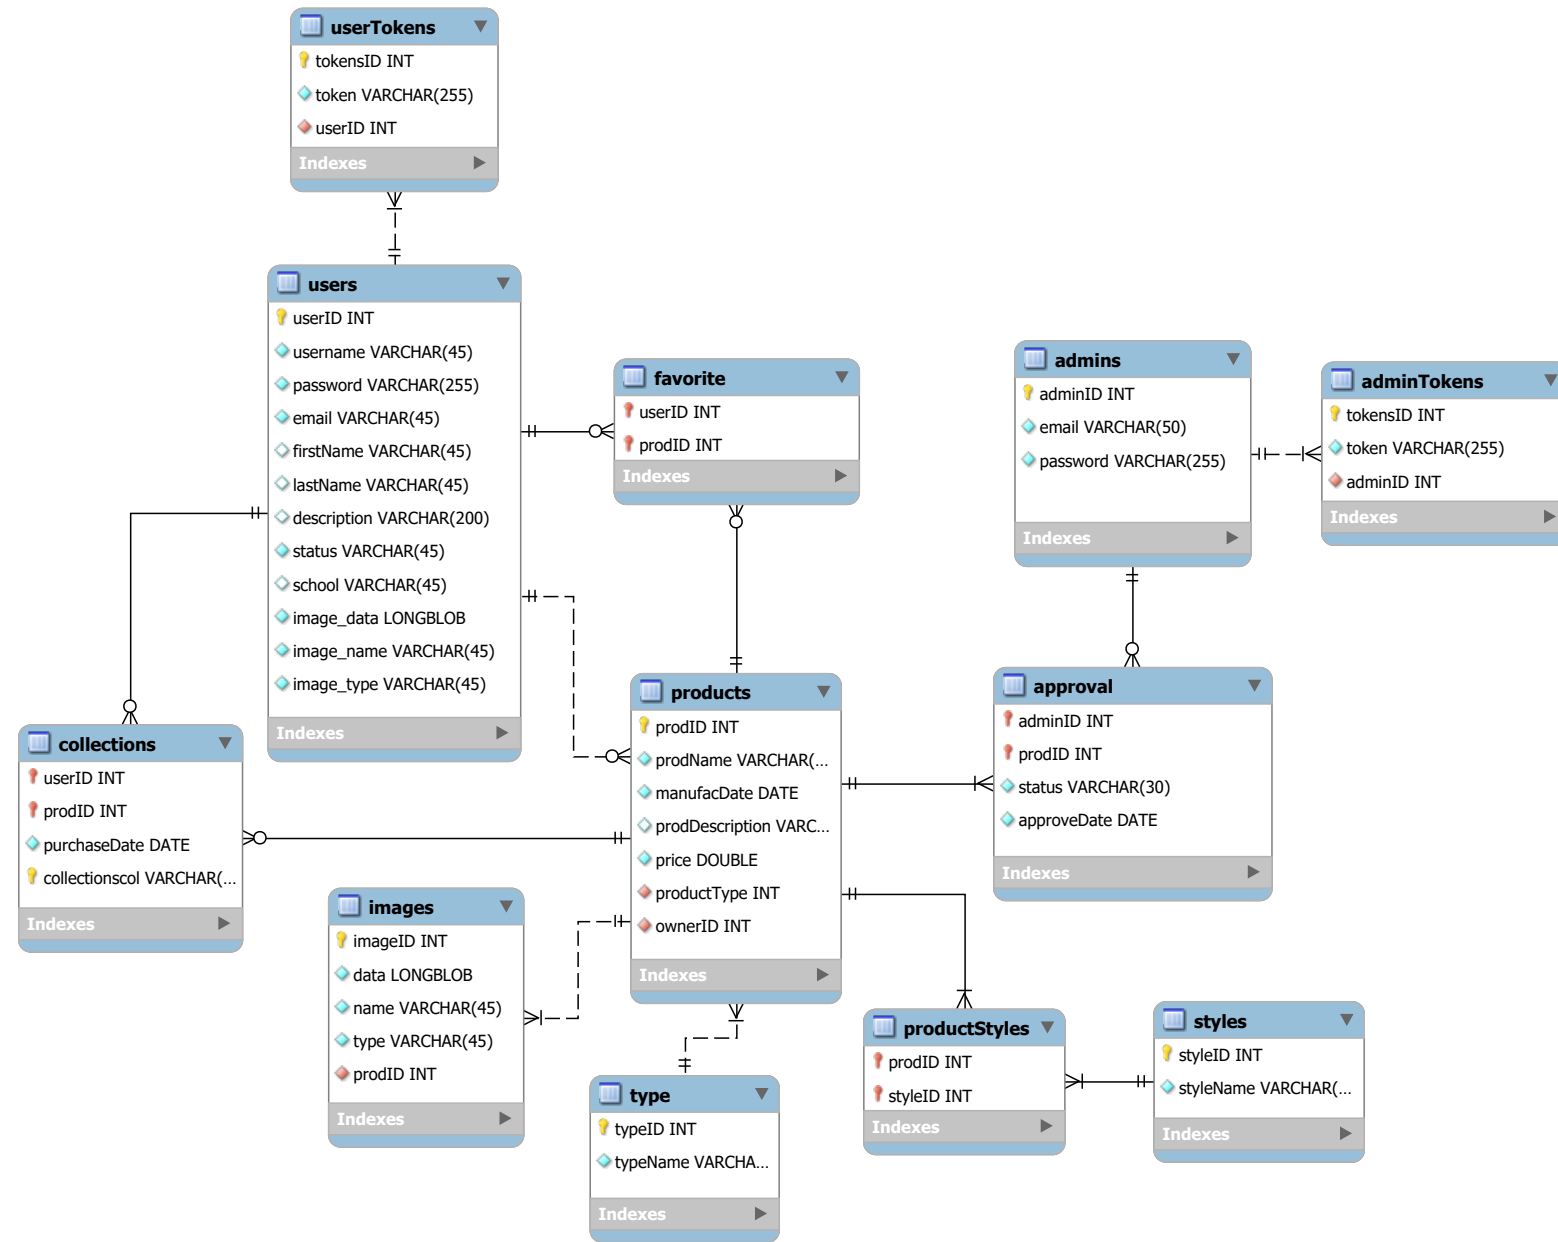 userTokens
tokensID INT
token VARCHAR(255)
userID INT
Indexes
users
userID INT
username VARCHAR(45)
password VARCHAR(255)
email VARCHAR(45)
firstName VARCHAR(45)
lastName VARCHAR(45)
description VARCHAR(200)
status VARCHAR(45)
school VARCHAR(45)
image_data LONGBLOB
image_name VARCHAR(45)
image_type VARCHAR(45)
Indexes
favorite
userID INT
prodID INT
Indexes
admins
adminID INT
email VARCHAR(50)
password VARCHAR(255)
Indexes
adminTokens
tokensID INT
token VARCHAR(255)
adminID INT
Indexes
collections
userID INT
prodID INT
purchaseDate DATE
collectionscol VARCHAR(...
Indexes
products
prodID INT
prodName VARCHAR(...
manufacDate DATE
prodDescription VARC...
price DOUBLE
productType INT
ownerID INT
Indexes
approval
adminID INT
prodID INT
status VARCHAR(30)
approveDate DATE
Indexes
images
imageID INT
data LONGBLOB
name VARCHAR(45)
type VARCHAR(45)
prodID INT
Indexes
type
typeID INT
typeName VARCHA...
Indexes
productStyles
prodID INT
styleID INT
Indexes
styles
styleID INT
styleName VARCHAR(...
Indexes